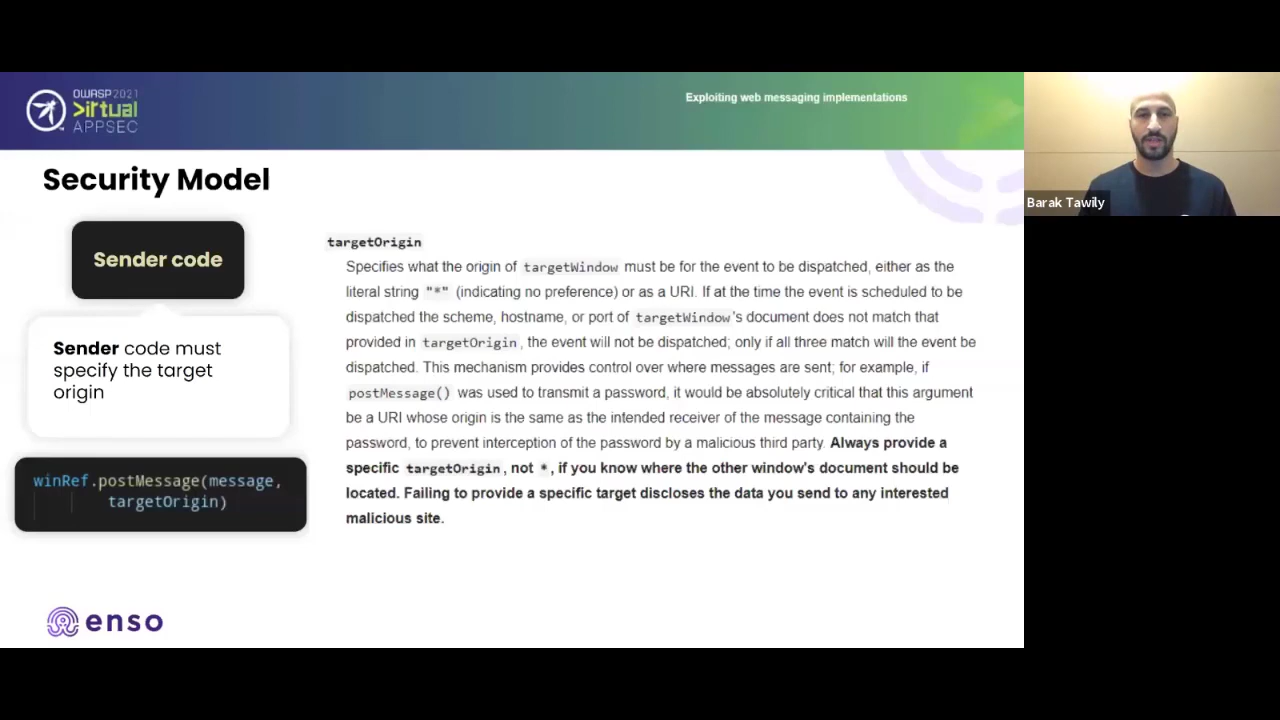 OWASP2021
>irtual
APPSEC
Exploiting web messaging implementations
Barak Tawily
Security Model
Sender code
Sender code must
specify the target
origin
winRef.postMessage(message,
targetOrigin)
targetOrigin
Specifies what the origin of targetWindow must be for the event to be dispatched, either as the
literal string "*" (indicating no preference) or as a URI. If at the time the event is scheduled to be
dispatched the scheme, hostname, or port of targetWindow's document does not match that
provided in targetOrigin, the event will not be dispatched; only if all three match will the event be
dispatched. This mechanism provides control over where messages are sent; for example, if
postMessage() was used to transmit a password, it would be absolutely critical that this argument
be a URI whose origin is the same as the intended receiver of the message containing the
password, to prevent interception of the password by a malicious third party. Always provide a
specific targetOrigin, not *, if you know where the other window's document should be
located. Failing to provide a specific target discloses the data you send to any interested
malicious site.
enso